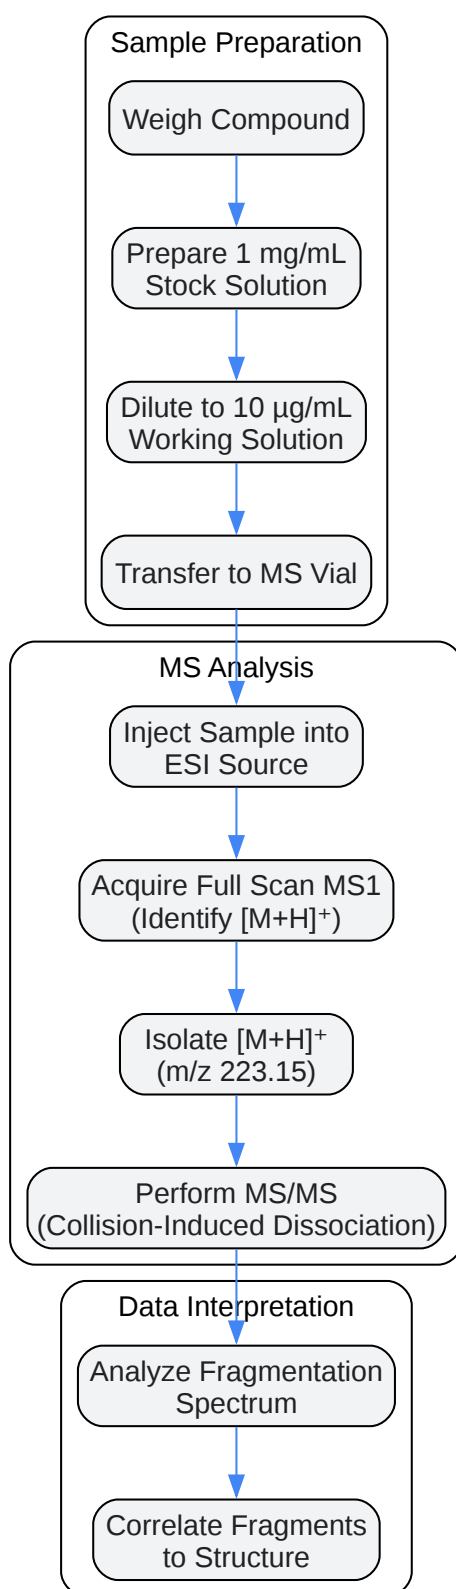 Sample Preparation
Weigh Compound
Prepare 1 mg/mL
Stock Solution
Dilute to 10 µg/mL
Working Solution
Transfer to MS Vial
MS Analysis
Inject Sample into
ESI Source
Acquire Full Scan MS1
(Identify [M+H]⁺)
Isolate [M+H]⁺
(m/z 223.15)
Perform MS/MS
(Collision-Induced Dissociation)
Data Interpretation
Analyze Fragmentation
Spectrum
Correlate Fragments
to Structure